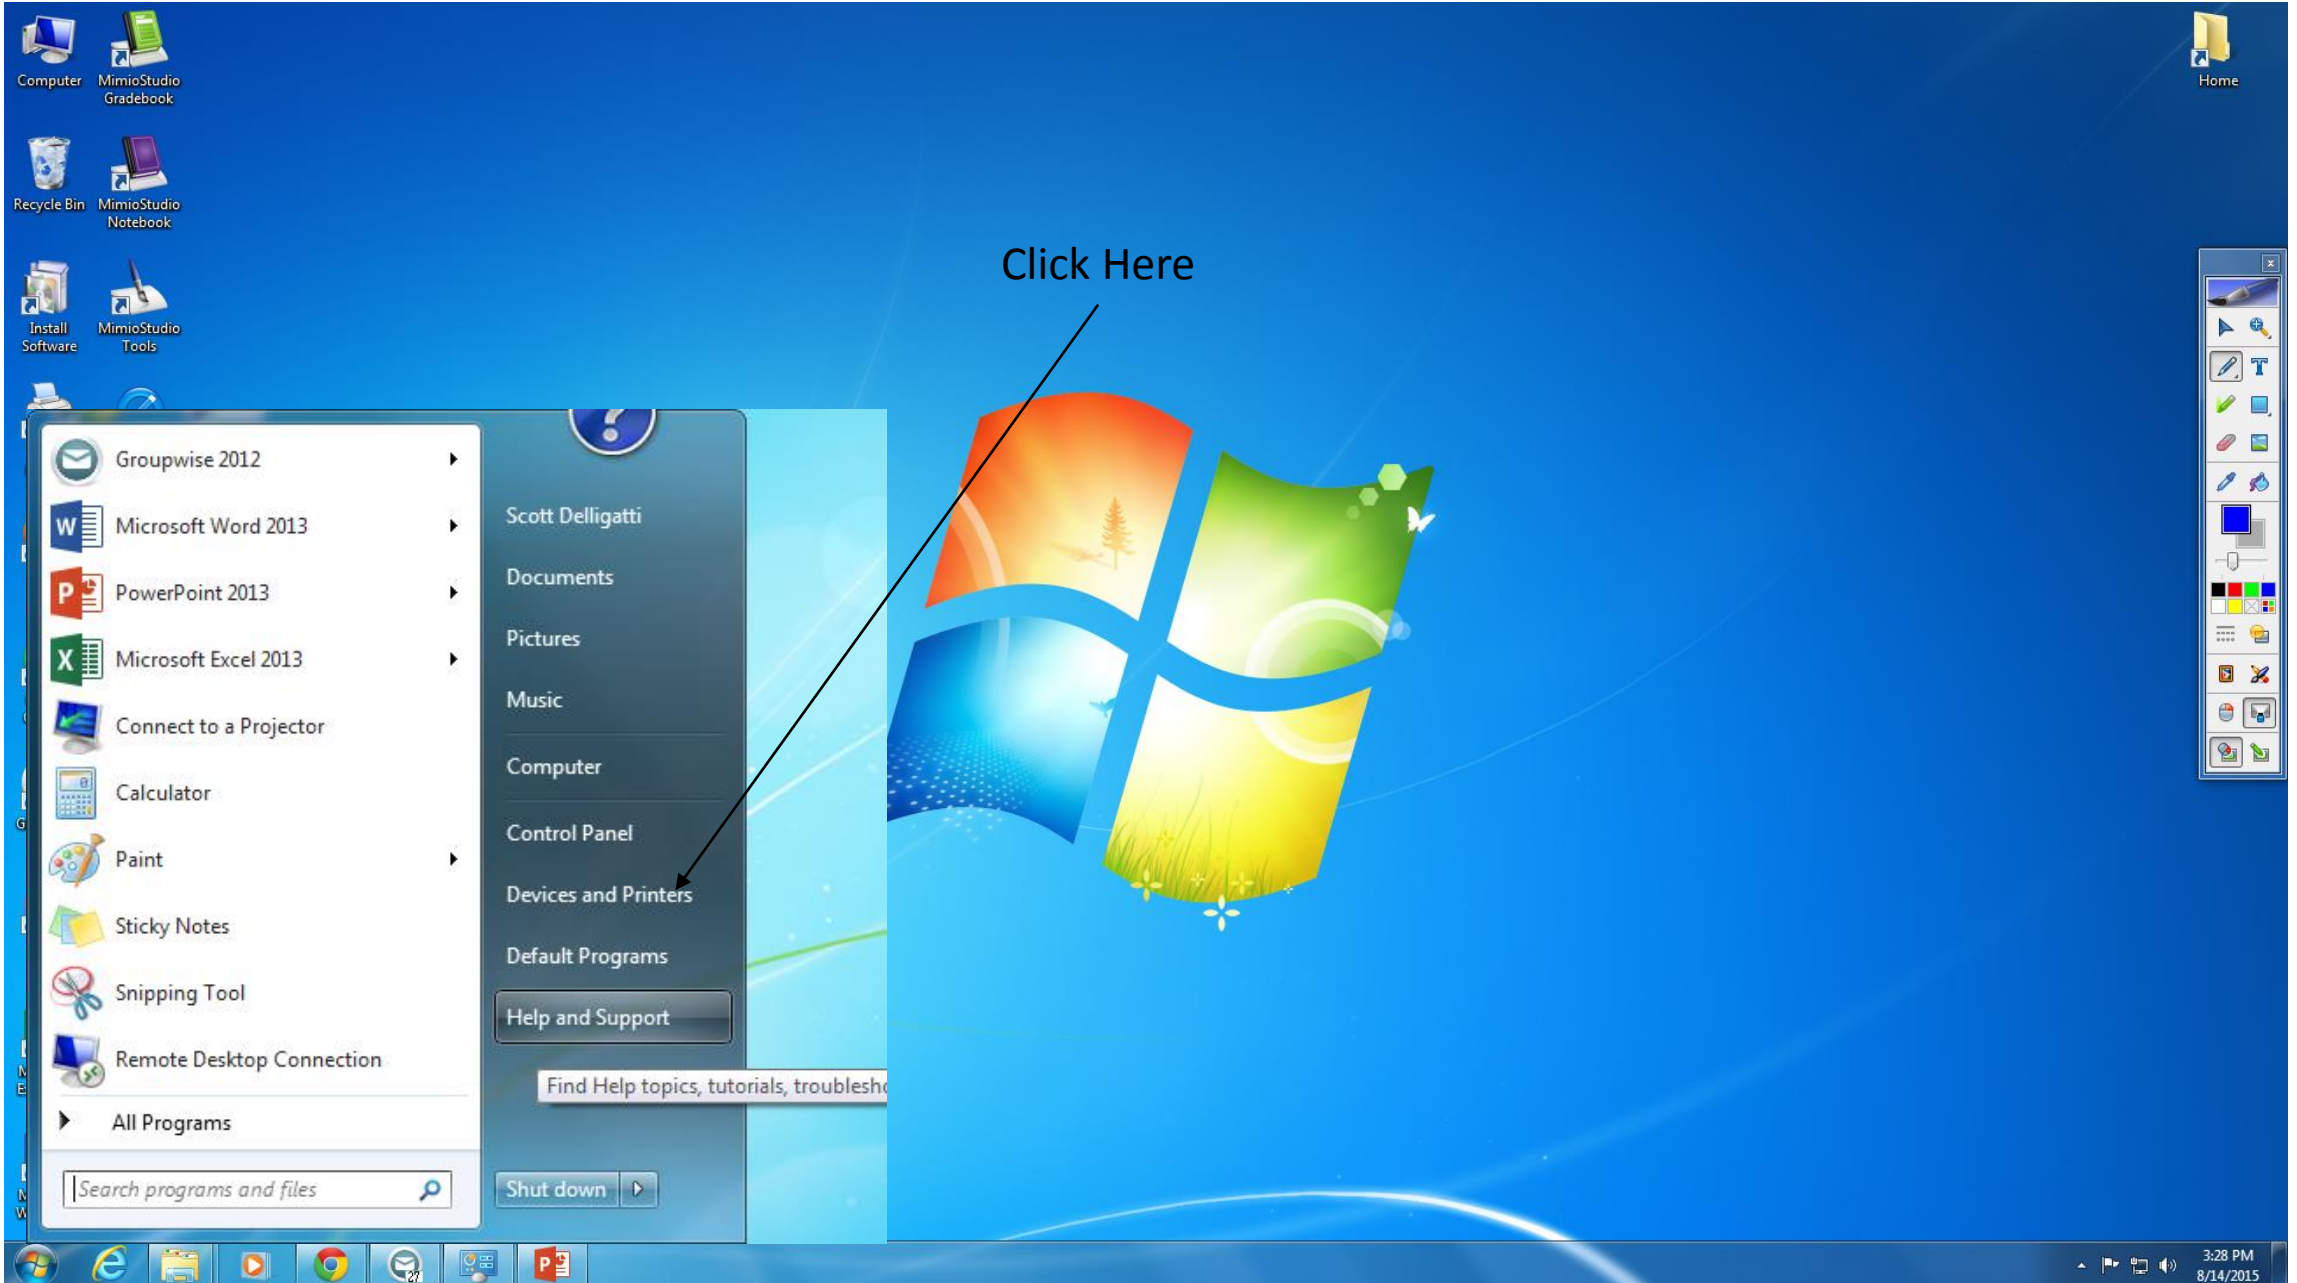 Computer
MimioStudio
Gradebook
Home
Recycle Bin
MimioStudio
Notebook
Click Here
Install
Software
MimioStudio
Tools
Groupwise 2012
Microsoft Word 2013
PowerPoint 2013
Microsoft Excel 2013
Connect to a Projector
Calculator
Paint
Sticky Notes
Snipping Tool
Remote Desktop Connection
All Programs
Search programs and files
Scott Delligatti
Documents
Pictures
Music
Computer
Control Panel
Devices and Printers
Default Programs
Help and Support
Find Help topics, tutorials,
Shut down
27
3:28 PM
8/14/2015